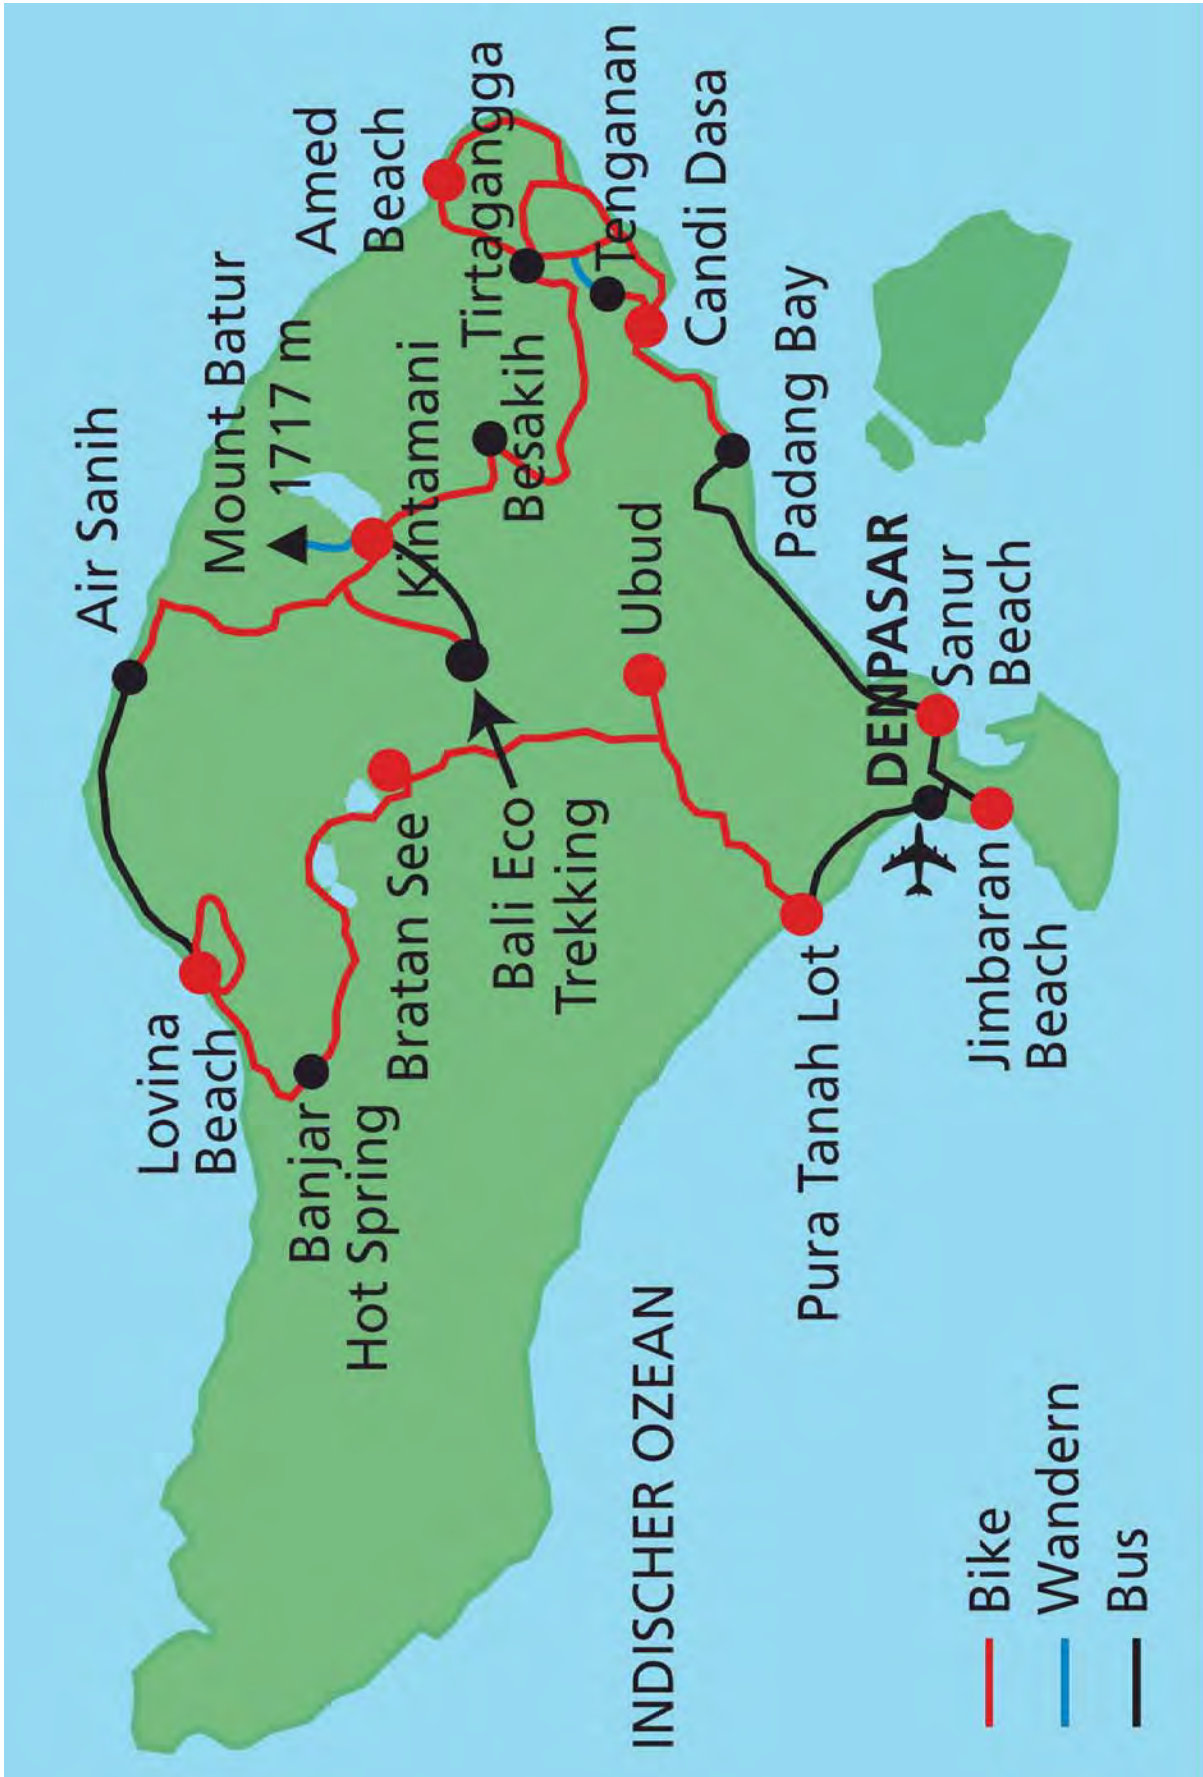 Air Sanih
Mount Batur
1717 m
Amed
Beach
Lovina
Beach
Kintamani
Tirtagangga
Banjar
Hot Spring
Bratan See
Besakih
Tenganan
Bali Eco
Trekking
Ubud
Candi Dasa
Padang Bay
INDISCHER OZEAN
Pura Tanah Lot
DENPASAR
Sanur
Beach
Jimbaran
Beach
Bike
Wandern
Bus